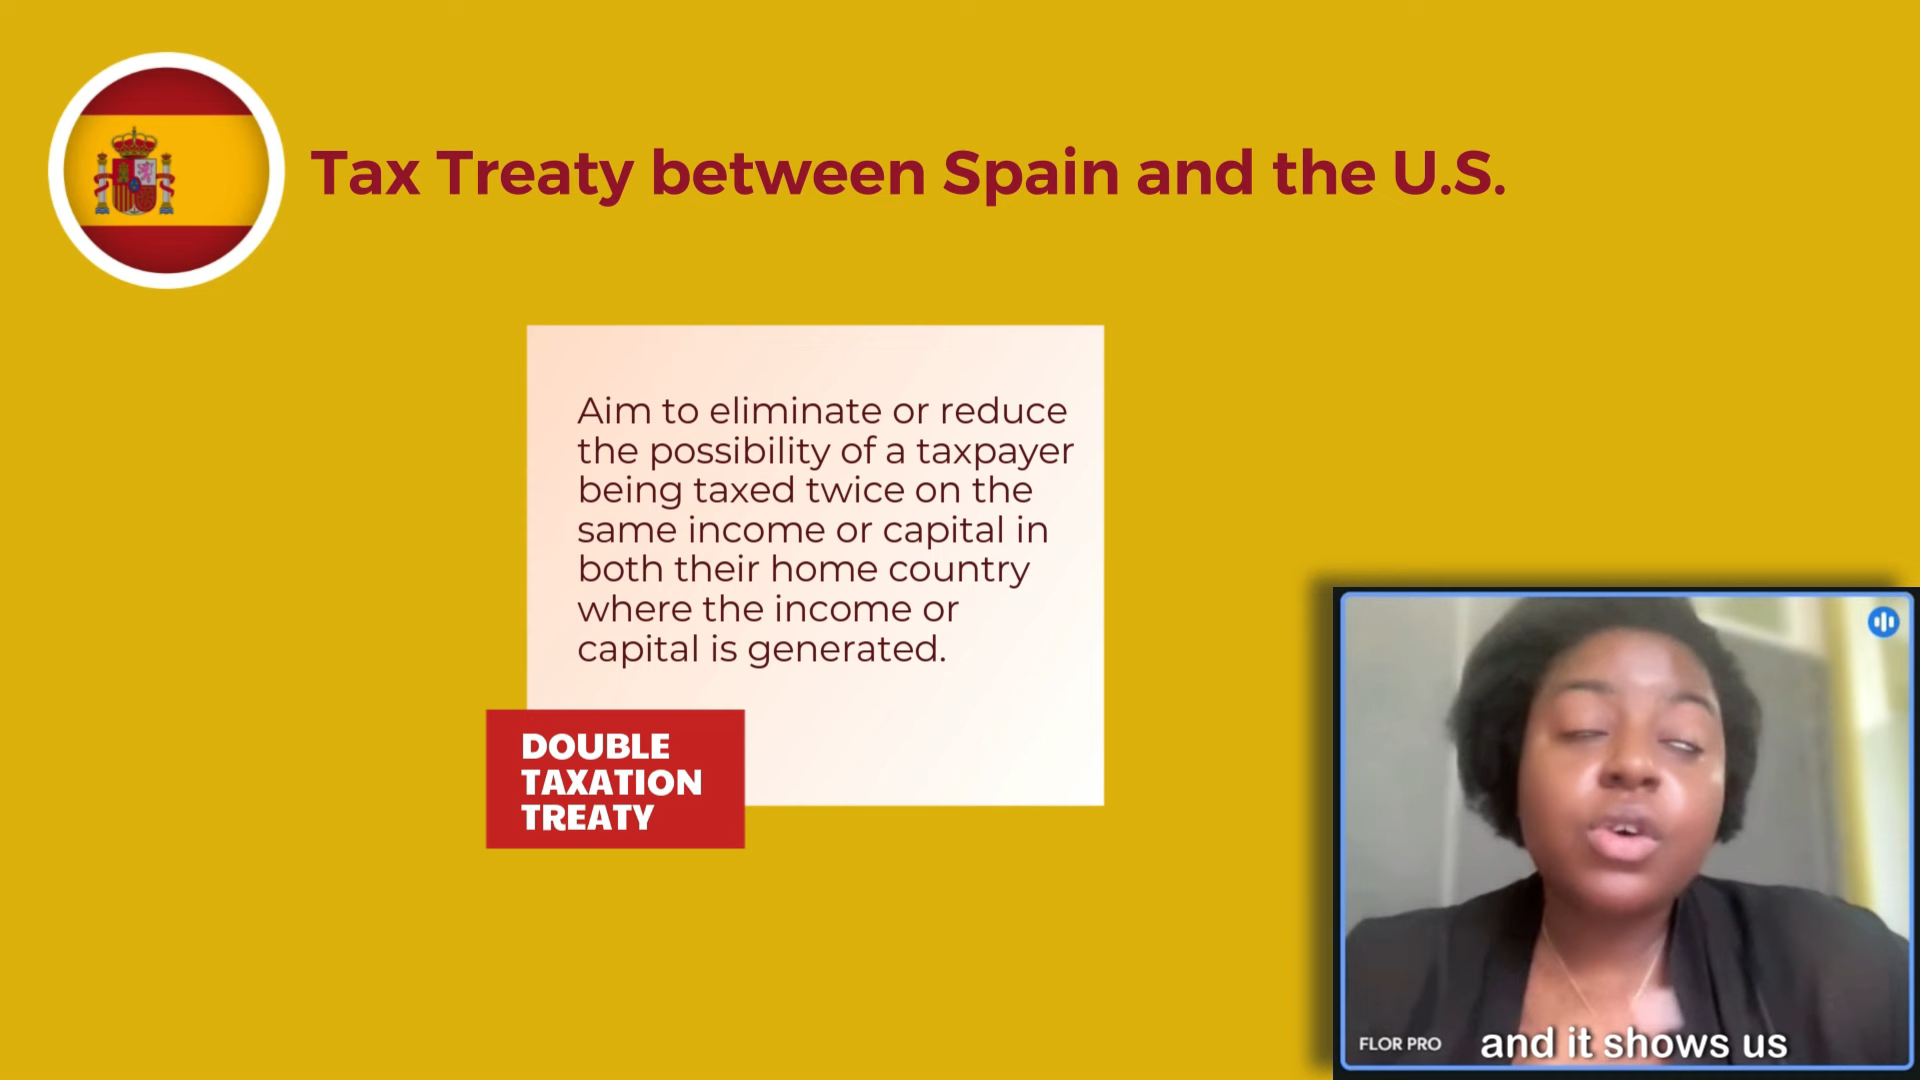 Tax Treaty between Spain and the U.S.
Aim to eliminate or reduce
the possibility of a taxpayer
being taxed twice on the
same income or capital in
both their home country
where the income or
capital is generated.
DOUBLE
TAXATION
TREATY
FLOR PRO
and it shows us